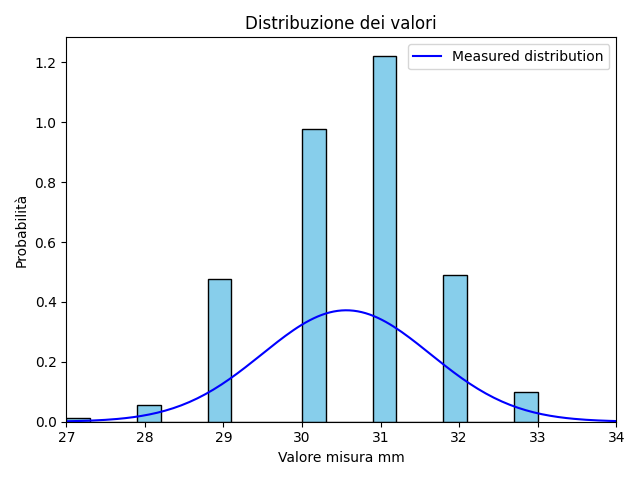 Distribuzione dei valori
Measured distribution
Probabilità
1.2
1.0
0.8
0.6
0.4
0.2
0.0
27 28 29 30 31 32 33 34
Valore misura mm